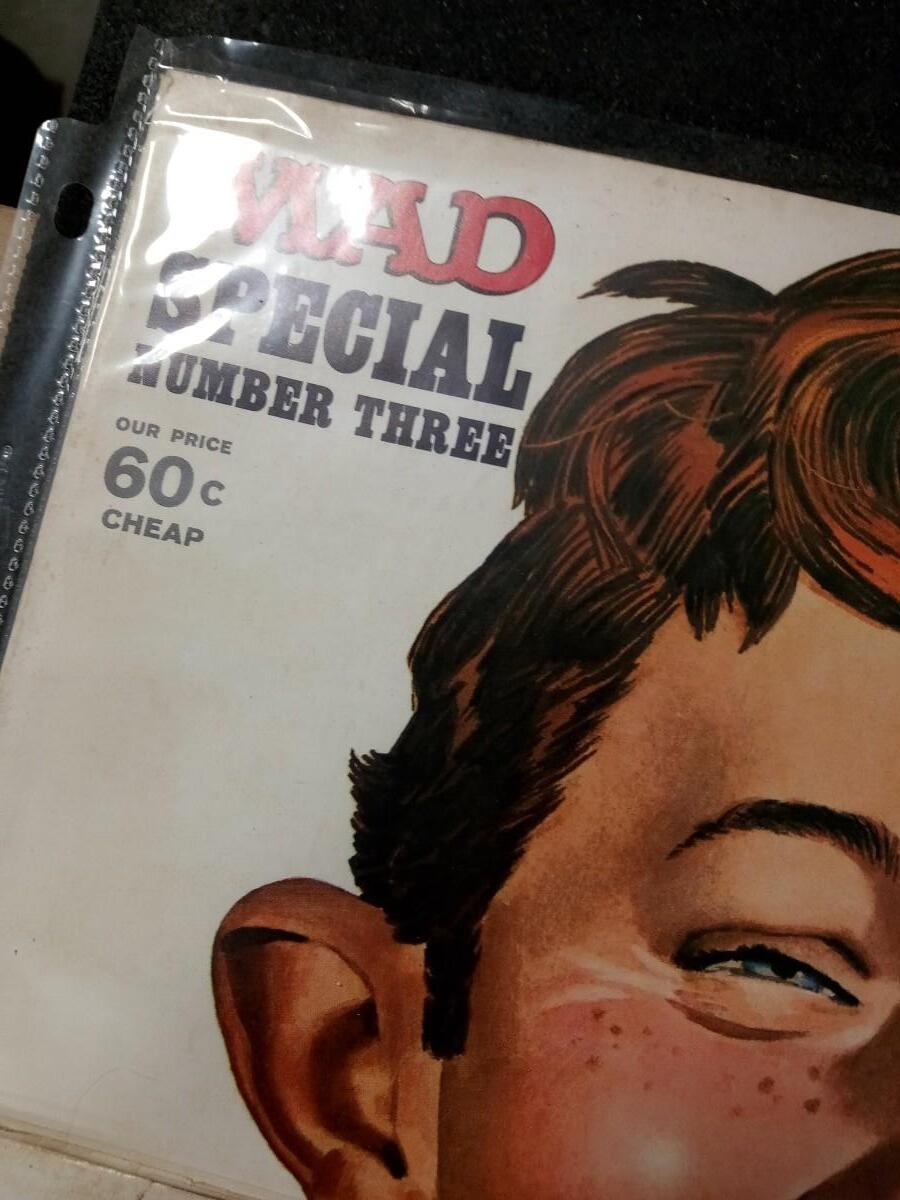 MAD
SPECIAL
NUMBER THREE
OUR PRICE
60c
CHEAP